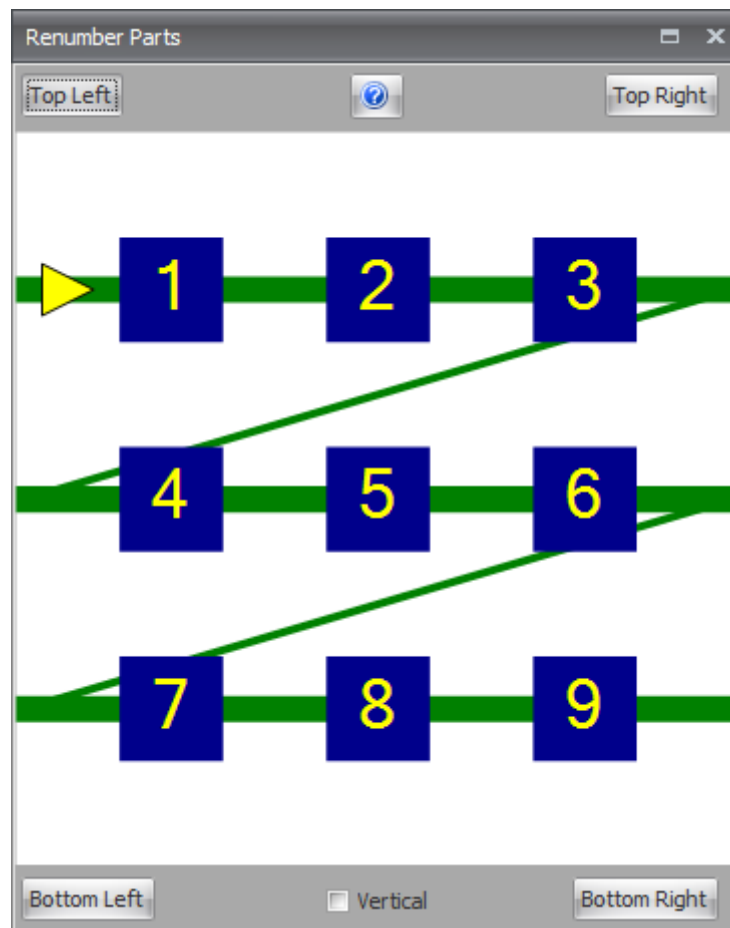 Renumber Parts
Top Left ? Top Right
1 2 3
4 5 6
7 8 9
Bottom Left Vertical Bottom Right